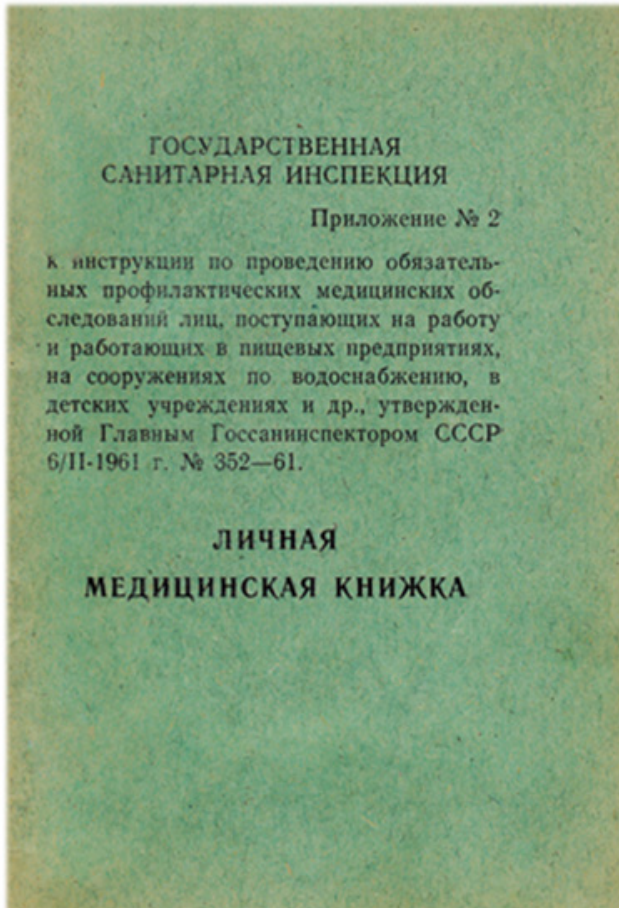 ГОСУДАРСТВЕННАЯ
САНИТАРНАЯ ИНСПЕКЦИЯ
Приложение № 2
к инструкции по проведению обязатель-
ных профилактических медицинских об-
следований лиц, поступающих на работу
и работающих в пищевых предприятиях,
на сооружениях по водоснабжению, в
детских учреждениях и др., утвержден-
ной Главным Госсанинспектором СССР
6/II-1961 г. № 352—61.
ЛИЧНАЯ
МЕДИЦИНСКАЯ КНИЖКА